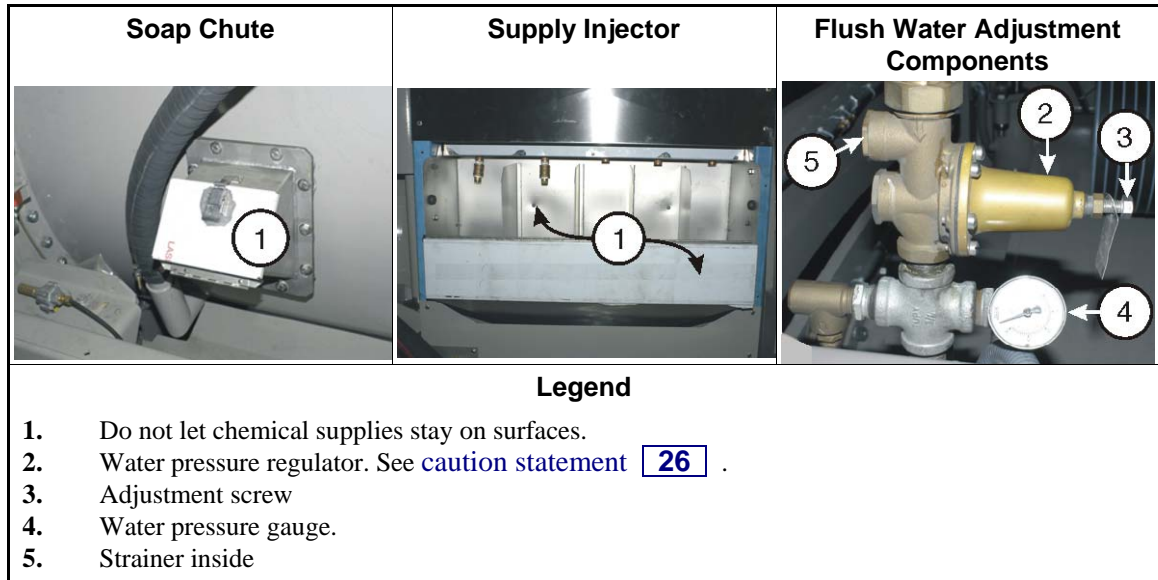 Soap Chute
Supply Injector
Flush Water Adjustment
Components
1
LAS
1
2
3
5
4
Legend
1. Do not let chemical supplies stay on surfaces.
2. Water pressure regulator. See caution statement 26 .
3. Adjustment screw
4. Water pressure gauge.
5. Strainer inside